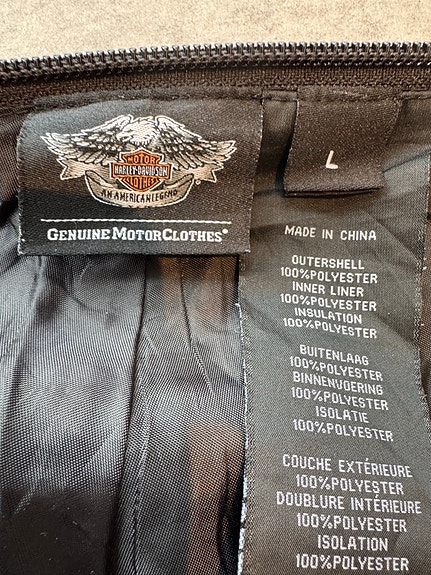 MOTOR
HARLEY-DAVIDSON
CLOTHES
AN AMERICAN LEGEND
®
GENUINE MOTORCLOTHES®
L
MADE IN CHINA
OUTERSHELL
100%POLYESTER
INNER LINER
100%POLYESTER
INSULATION
100%POLYESTER
BUITENLAAG
100%POLYESTER
BINNENVOERING
100%POLYESTER
ISOLATIE
100%POLYESTER
COUCHE EXTÉRIEURE
100%POLYESTER
DOUBLURE INTÉRIEURE
100%POLYESTER
ISOLATION
100%POLYESTER